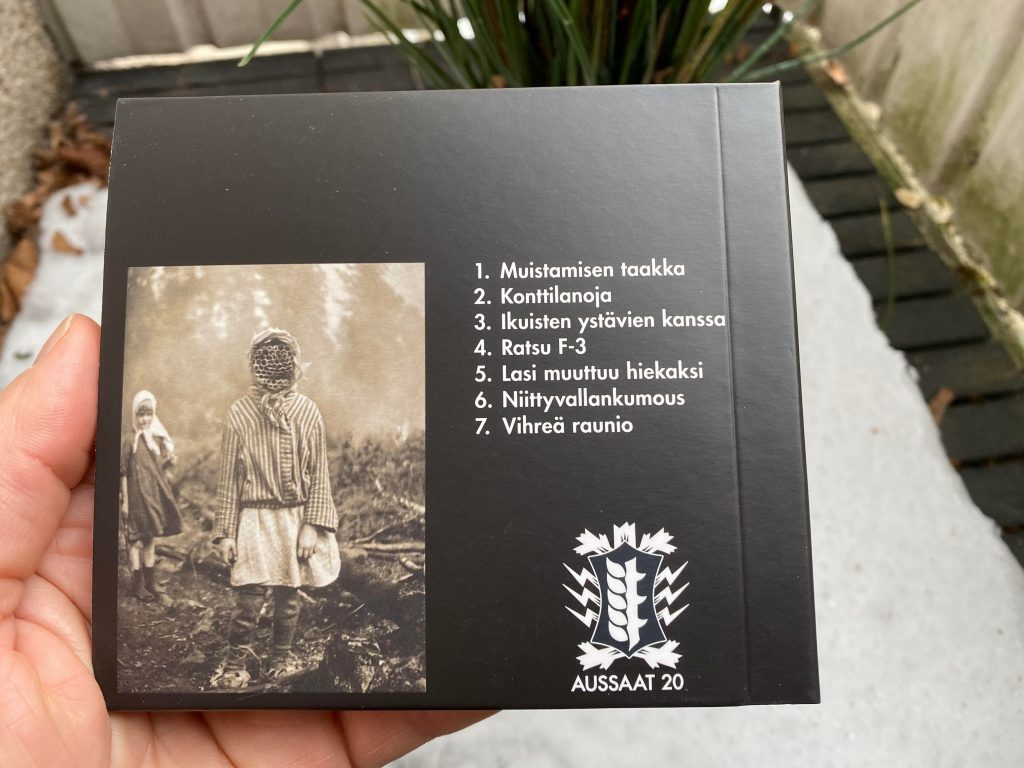 1. Muistamisen taakka
2. Konttilanoja
3. Ikuisten ystävien kanssa
4. Ratsu F-3
5. Lasi muuttuu hiekaksi
6. Niittyvallankumous
7. Vihreä raunio
AUSSAAT 20